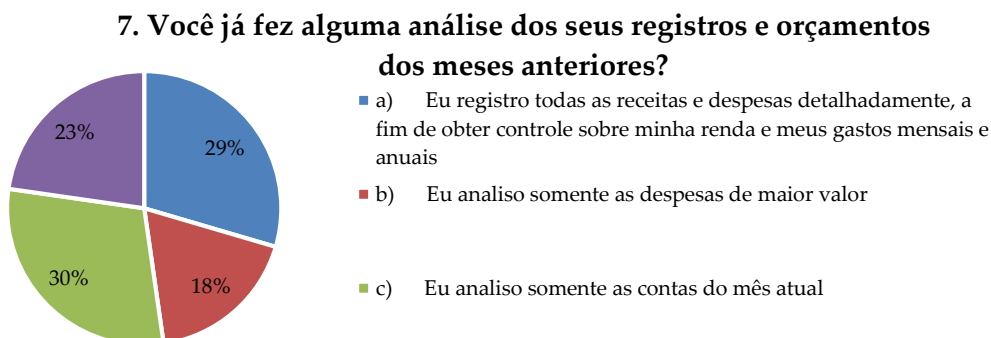 7. Você já fez alguma análise dos seus registros e orçamentos
dos meses anteriores?
a) Eu registro todas as receitas e despesas detalhadamente, a
fim de obter controle sobre minha renda e meus gastos mensais e
anuais
b) Eu analiso somente as despesas de maior valor
c) Eu analiso somente as contas do mês atual
23%
29%
30%
18%